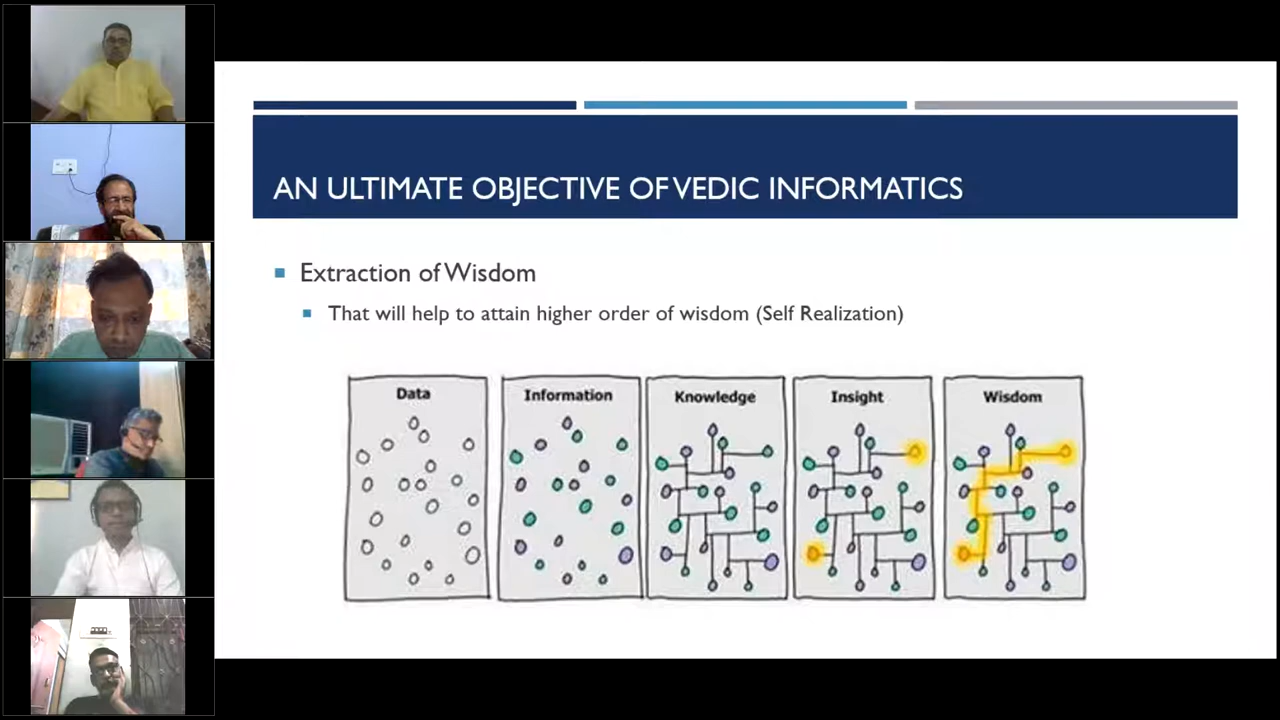 AN ULTIMATE OBJECTIVE OF VEDIC INFORMATICS
Extraction of Wisdom
That will help to attain higher order of wisdom (Self Realization)
Data Information Knowledge Insight Wisdom